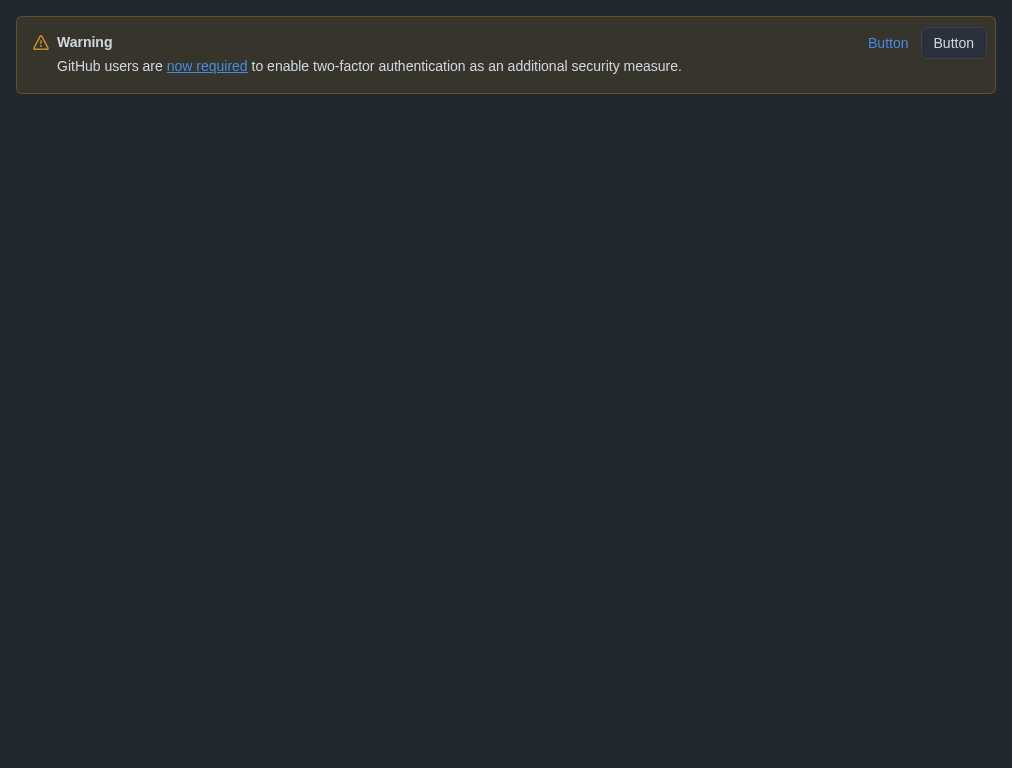 Warning
GitHub users are now required to enable two-factor authentication as an additional security measure.
Button
Button